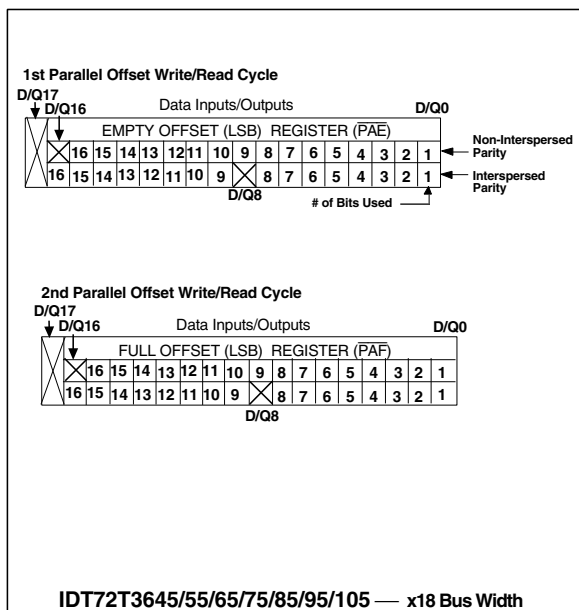 1st Parallel Offset Write/Read Cycle
D/Q17
D/Q16 Data Inputs/Outputs D/Q0
EMPTY OFFSET (LSB) REGISTER (PAE)
16 15 14 13 12 11 10 9 8 7 6 5 4 3 2 1 Non-Interspersed Parity
16 15 14 13 12 11 10 9 8 7 6 5 4 3 2 1 Interspersed Parity
D/Q8 # of Bits Used
2nd Parallel Offset Write/Read Cycle
D/Q17
D/Q16 Data Inputs/Outputs D/Q0
FULL OFFSET (LSB) REGISTER (PAF)
16 15 14 13 12 11 10 9 8 7 6 5 4 3 2 1
16 15 14 13 12 11 10 9 8 7 6 5 4 3 2 1
D/Q8
IDT72T3645/55/65/75/85/95/105 — x18 Bus Width